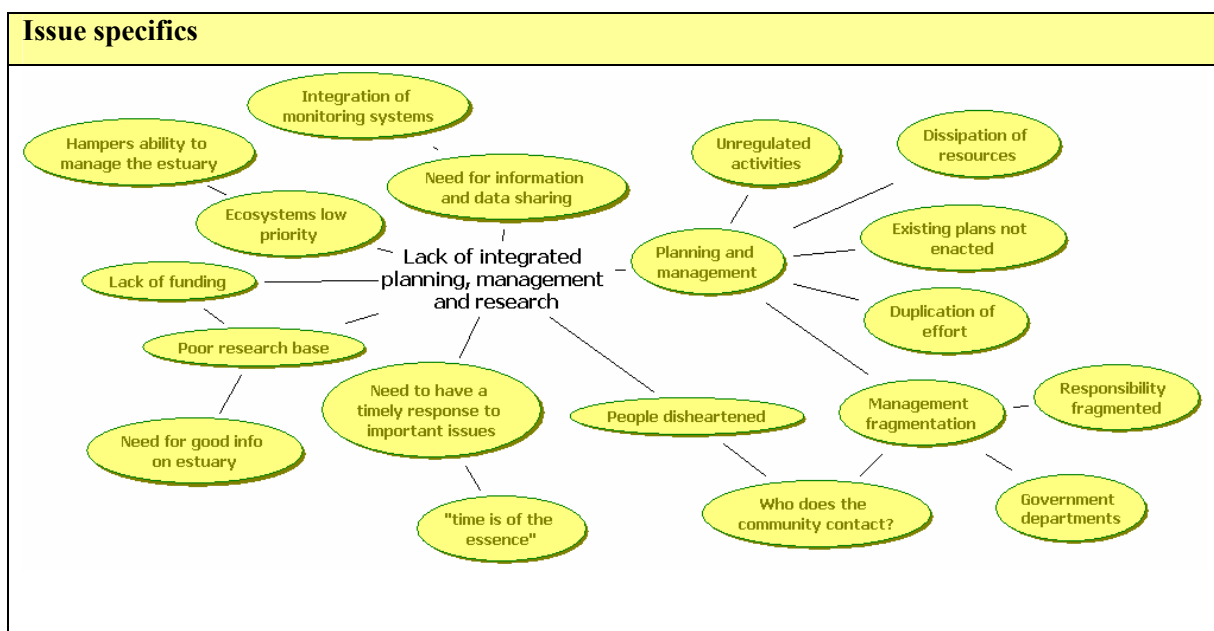 Issue specifics
Integration of
monitoring systems
Hampers ability to
manage the estuary
Need for information
and data sharing
Ecosystems low
priority
Lack of funding
Lack of integrated
planning, management
and research
Poor research base
Need for good info
on estuary
Need to have a
timely response to
important issues
"time is of the
essence"
People disheartened
Unregulated
activities
Dissipation of
resources
Planning and
management
Existing plans not
enacted
Duplication of
effort
Management
fragmentation
Responsibility
fragmented
Who does the
community contact?
Government
departments